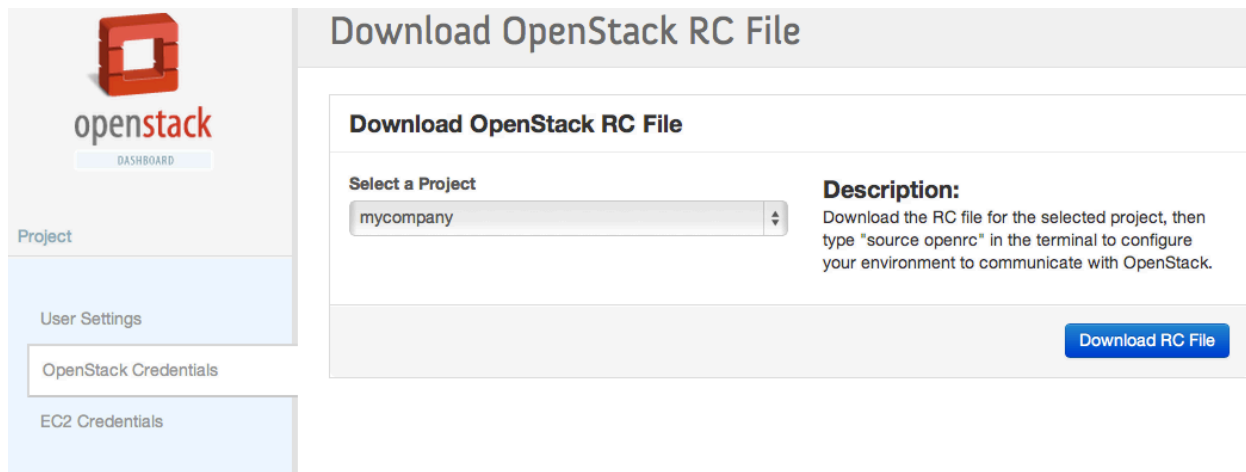 Download OpenStack RC File
openstack
DASHBOARD
Project
User Settings
OpenStack Credentials
EC2 Credentials
Download OpenStack RC File
Select a Project
mycompany
Description:
Download the RC file for the selected project, then
type "source openrc" in the terminal to configure
your environment to communicate with OpenStack.
Download RC File